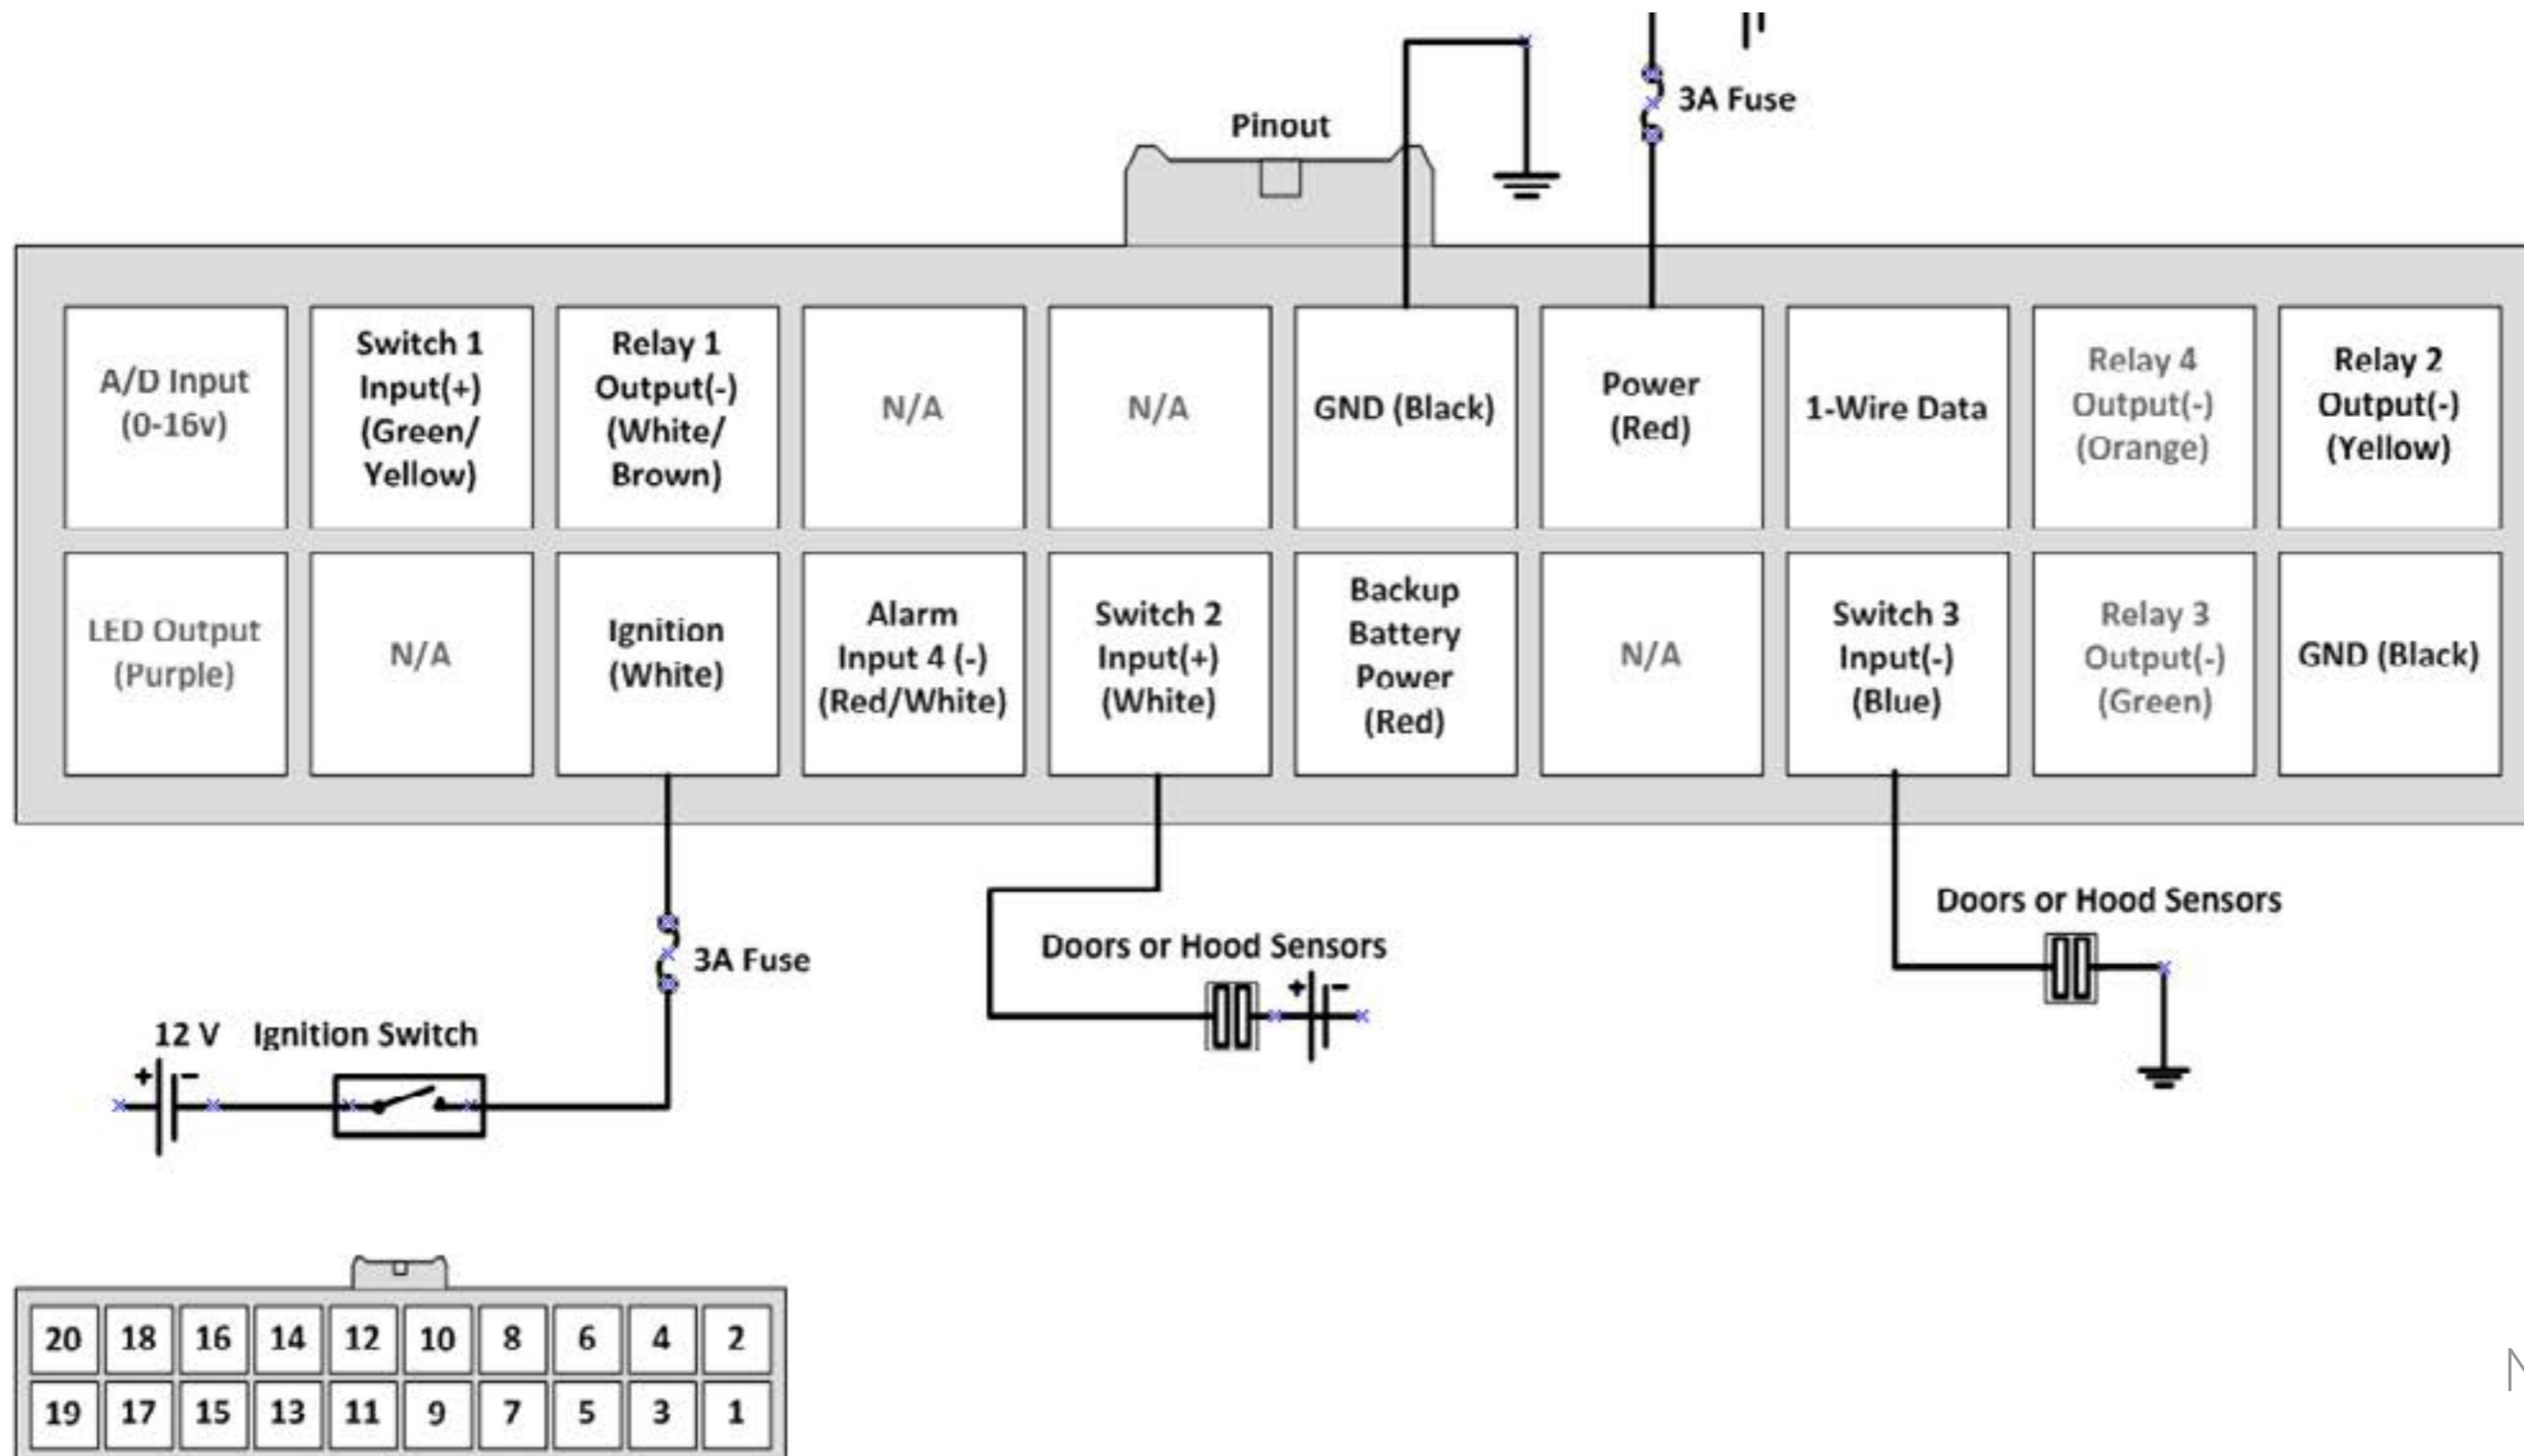 3A Fuse
Pinout
A/D Input
(0-16v)
Switch 1
Input(+)
(Green/
Yellow)
Relay 1
Output(-)
(White/
Brown)
N/A
N/A
GND (Black)
Power
(Red)
1-Wire Data
Relay 4
Output(-)
(Orange)
Relay 2
Output(-)
(Yellow)
LED Output
(Purple)
N/A
Ignition
(White)
Alarm
Input 4 (-)
(Red/White)
Switch 2
Input(+)
(White)
Backup
Battery
Power
(Red)
N/A
Switch 3
Input(-)
(Blue)
Relay 3
Output(-)
(Green)
GND (Black)
3A Fuse
12 V Ignition Switch
+ -
Doors or Hood Sensors
+ -
Doors or Hood Sensors
20 18 16 14 12 10 8 6 4 2
19 17 15 13 11 9 7 5 3 1